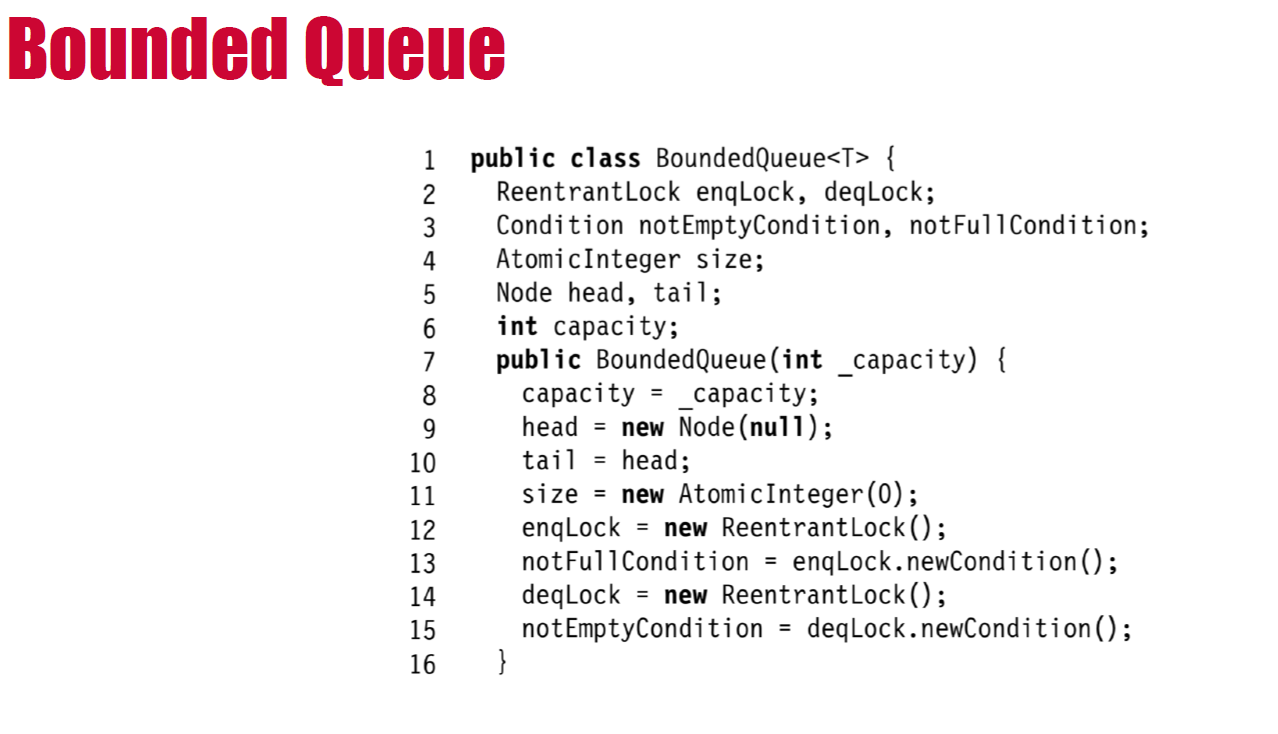 Bounded Queue
1 public class BoundedQueue<T> {
2 ReentrantLock enqLock, deqLock;
3 Condition notEmptyCondition, notFullCondition;
4 AtomicInteger size;
5 Node head, tail;
6 int capacity;
7 public BoundedQueue(int _capacity) {
8 capacity = _capacity;
9 head = new Node(null);
10 tail = head;
11 size = new AtomicInteger(0);
12 enqLock = new ReentrantLock();
13 notFullCondition = enqLock.newCondition();
14 deqLock = new ReentrantLock();
15 notEmptyCondition = deqLock.newCondition();
16 }